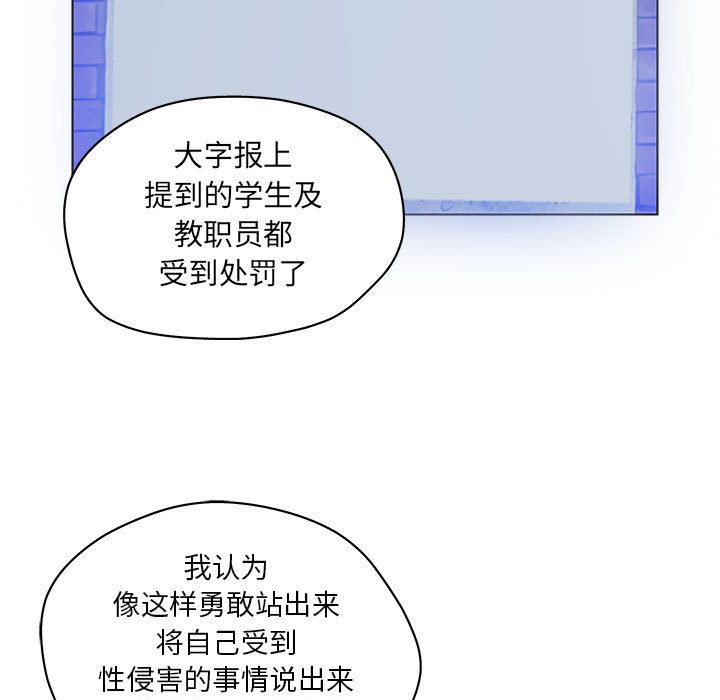 大字报上
提到的学生及
教职员都
受到处罚了
我认为
像这样勇敢站出来
将自己受到
性侵害的事情说出来